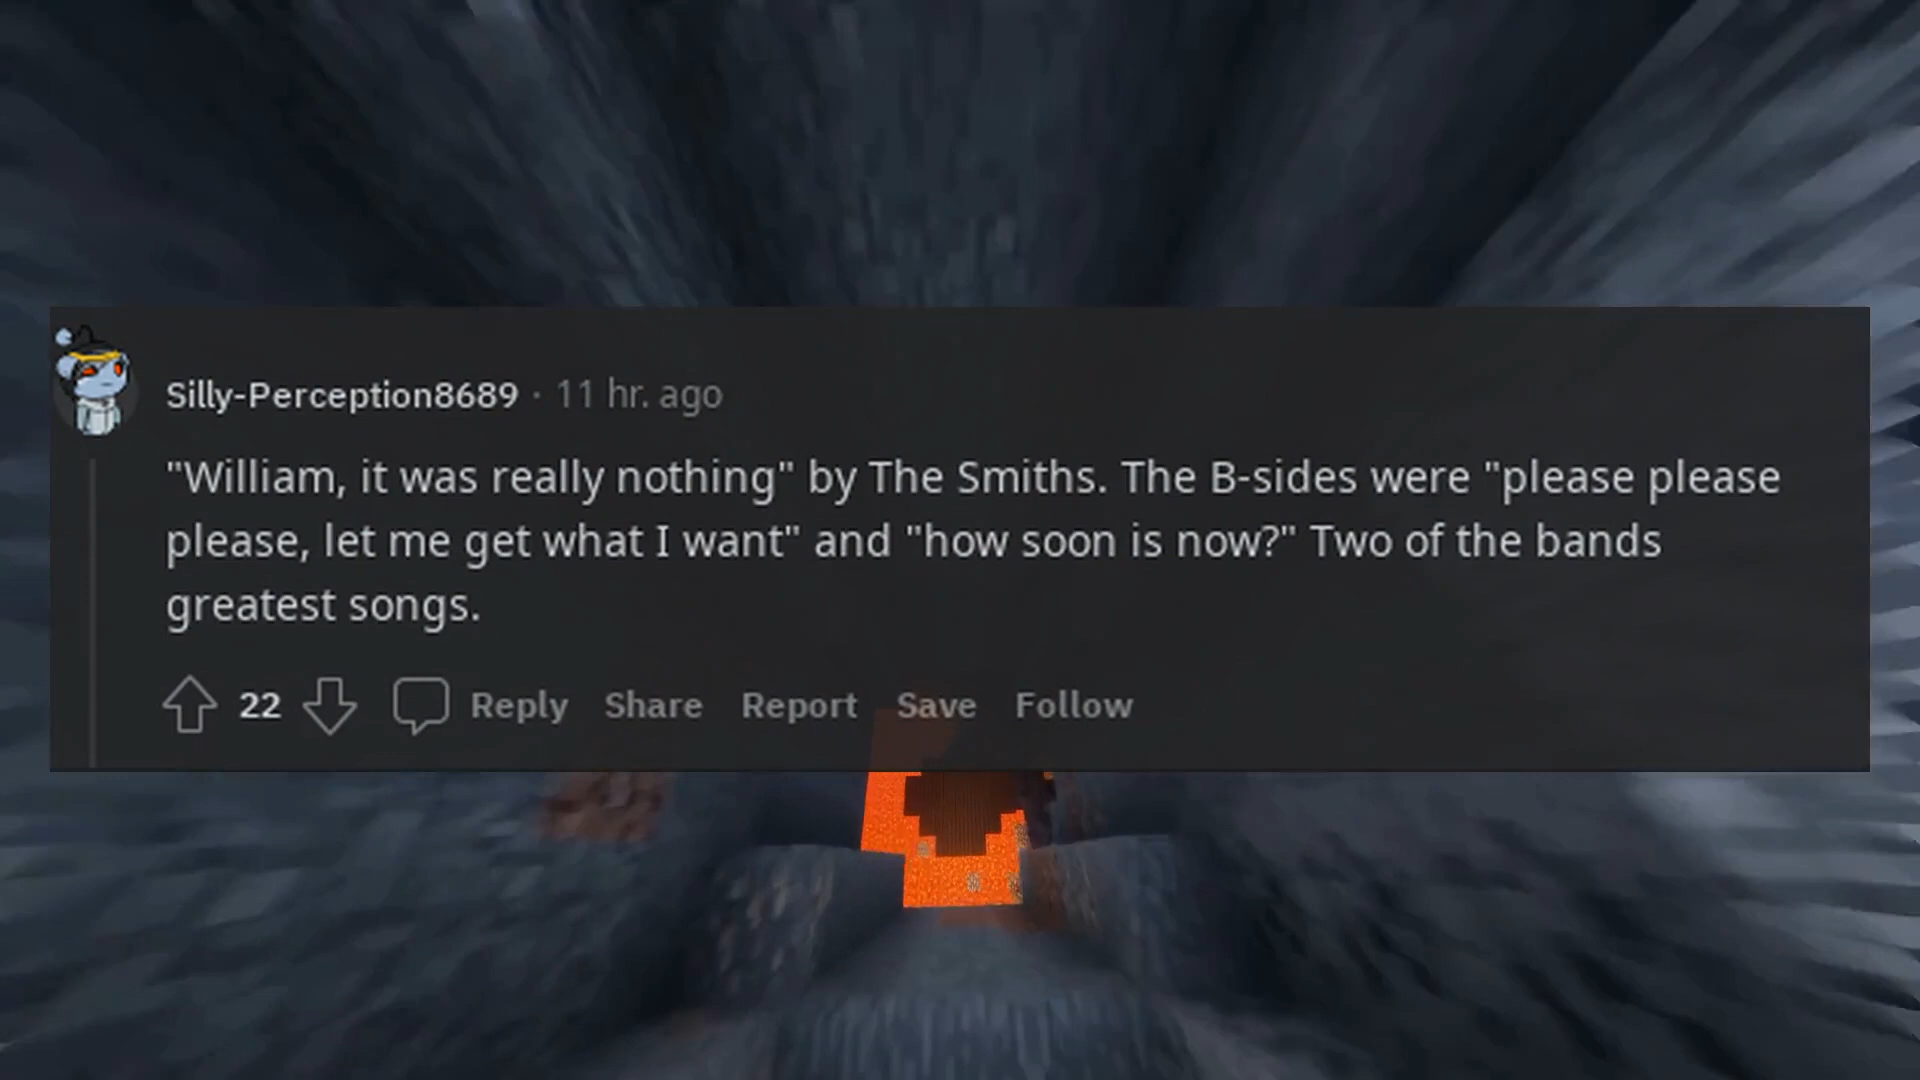 Silly-Perception8689 · 11 hr. ago
"William, it was really nothing" by The Smiths. The B-sides were "please please
please, let me get what I want" and "how soon is now?" Two of the bands
greatest songs.
22 Reply Share Report Save Follow